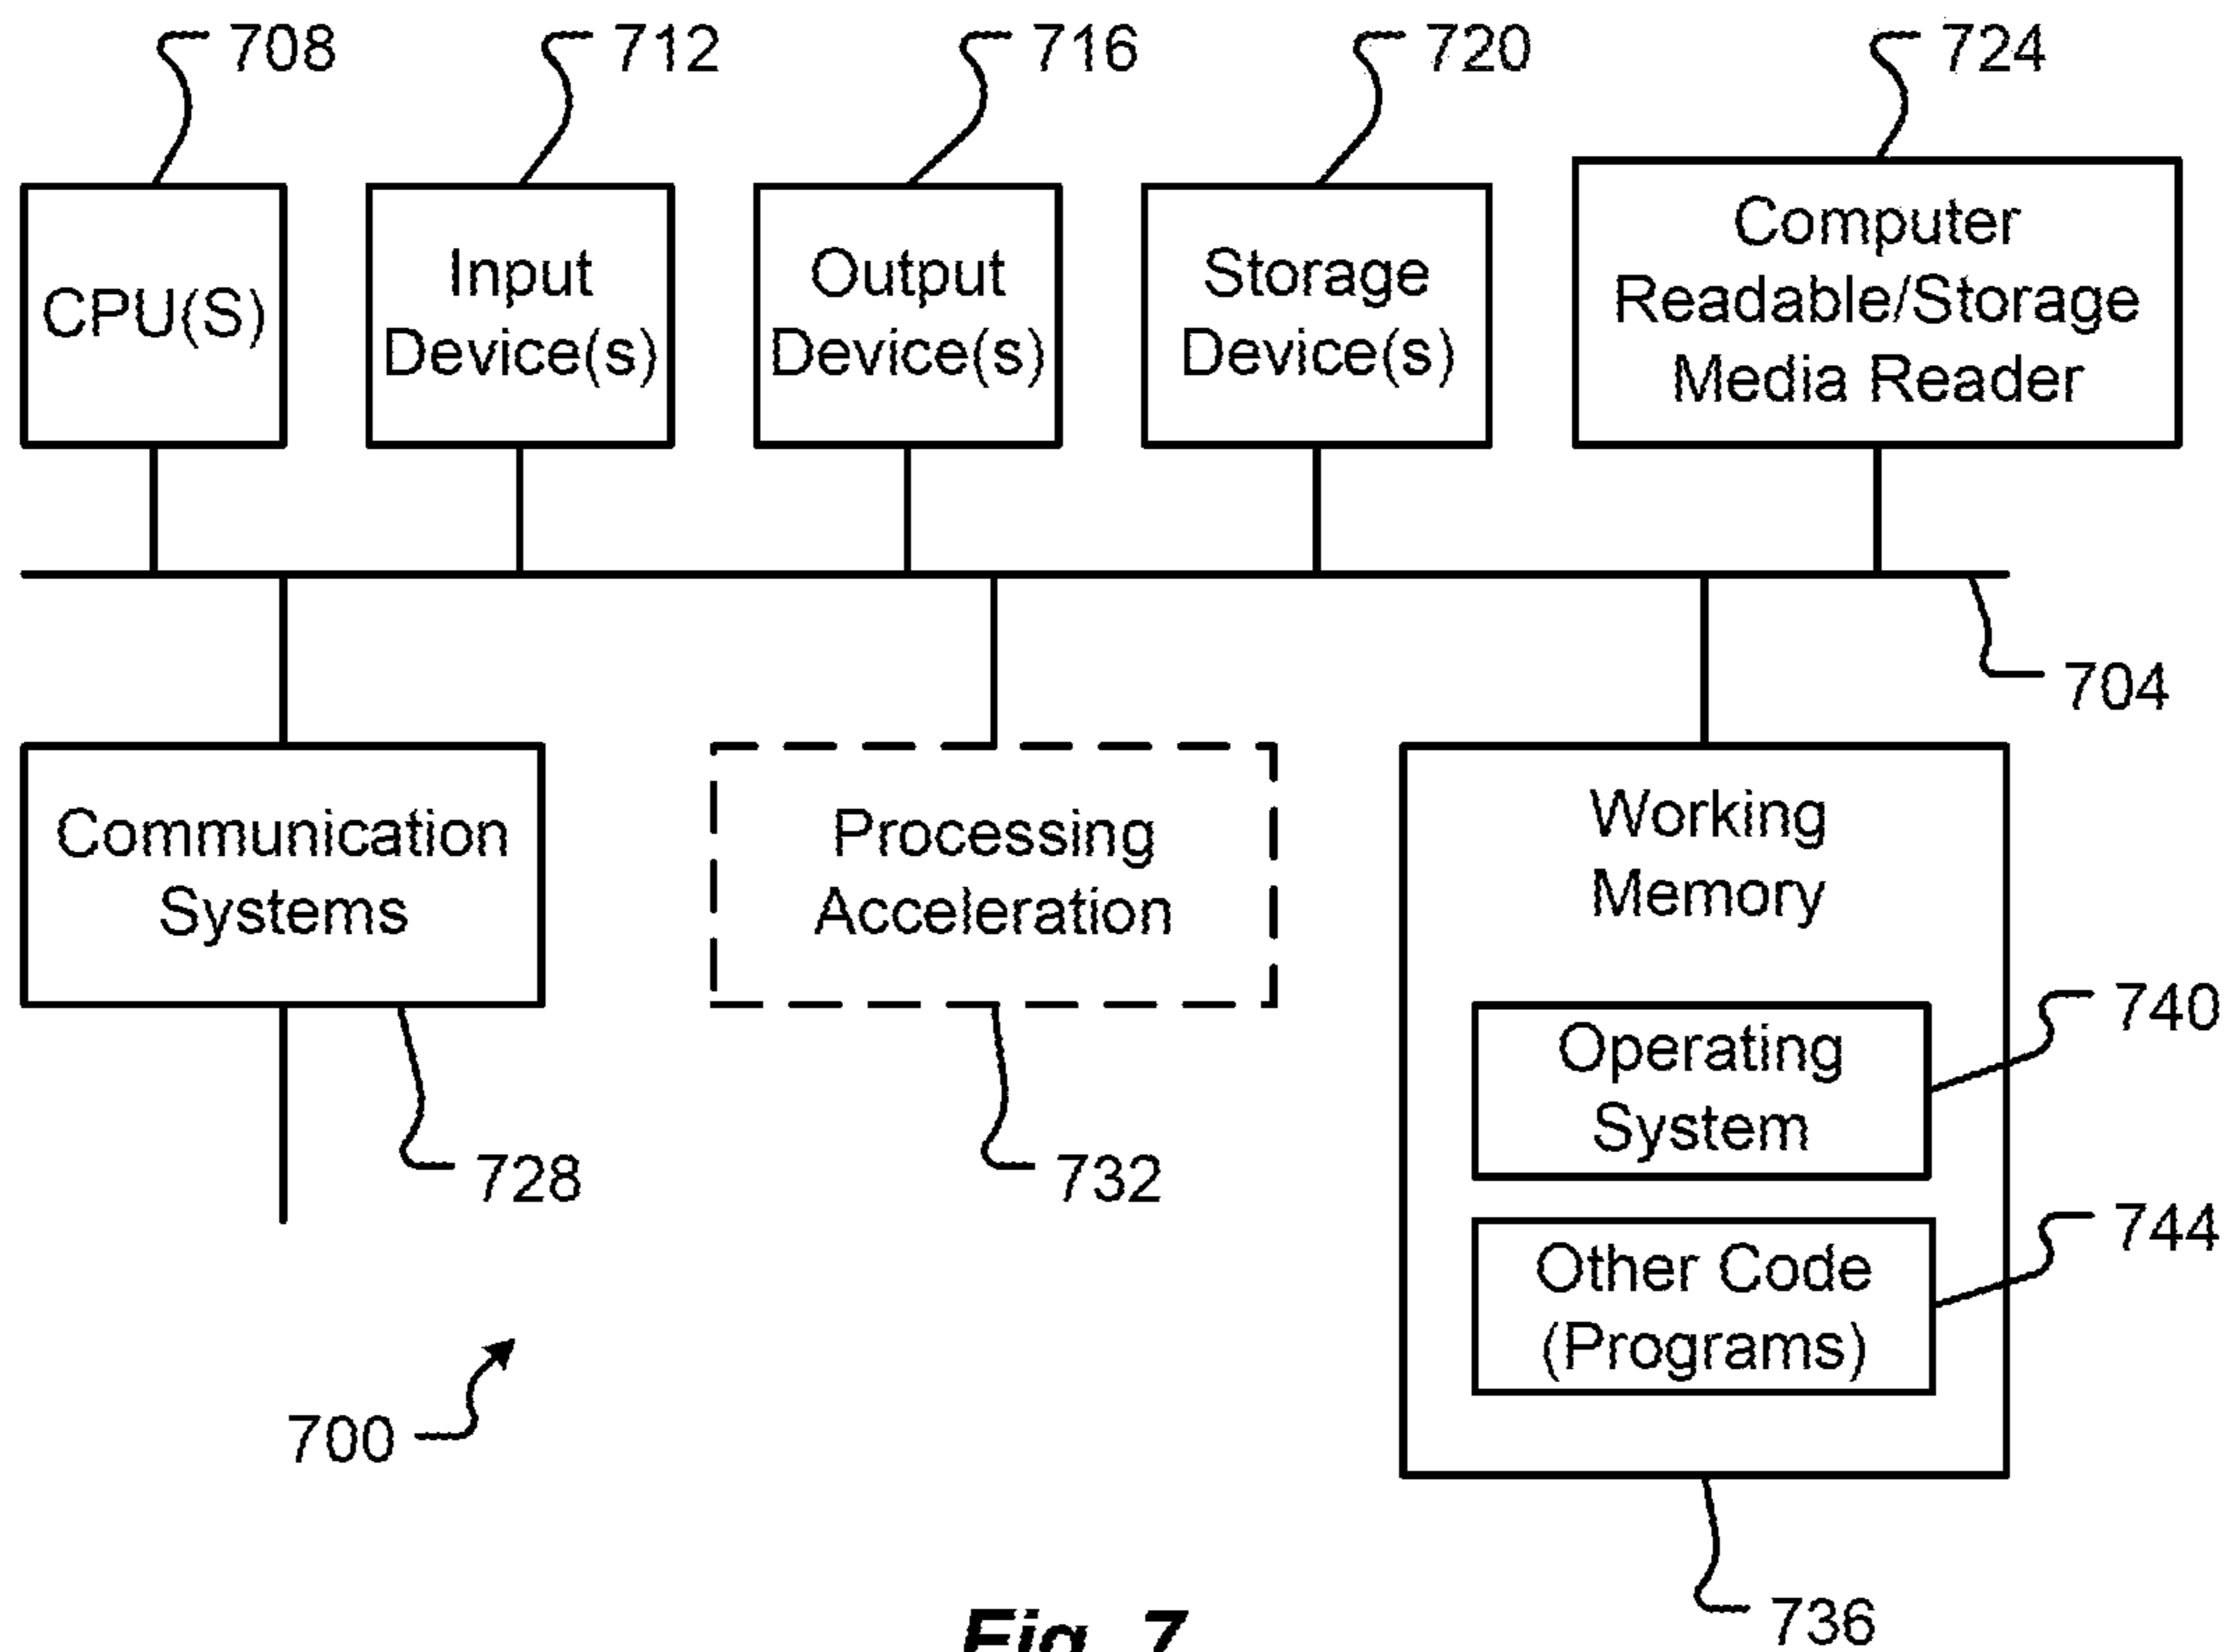 708
712
716
720
724
CPU(S)
Input
Device(s)
Output
Device(s)
Storage
Device(s)
Computer
Readable/Storage
Media Reader
704
Communication
Systems
Processing
Acceleration
Working
Memory
Operating
System
740
728
732
Other Code
(Programs)
744
700
736
Fig. 7